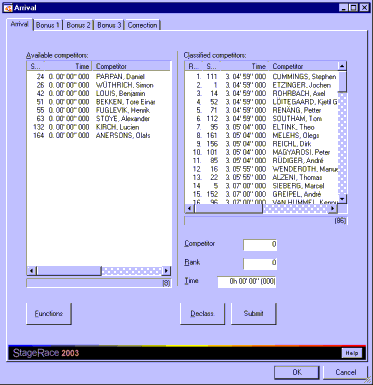 Arrival
Arrival Bonus 1 Bonus 2 Bonus 3 Correction
Available competitors:
S... Time Competitor
24 0. 00' 00'' 000 PARPAN, Daniel
26 0. 00' 00'' 000 WÜTHRICH, Simon
42 0. 00' 00'' 000 LOUIS, Benjamin
51 0. 00' 00'' 000 BEKKEN, Tore Einar
55 0. 00' 00'' 000 FUGLEVIK, Henrik
63 0. 00' 00'' 000 STOYE, Alexander
132 0. 00' 00'' 000 KIRCH, Lucien
164 0. 00' 00'' 000 ANERSONS, Olafs
(8)
Classified competitors:
R... S... Time Competitor
1. 111 3. 04' 59'' 000 CUMMINGS, Stephen
2. 1 3. 04' 59'' 000 ETZINGER, Jochen
3. 14 3. 04' 59'' 000 ROHRBACH, Axel
4. 52 3. 04' 59'' 000 LÖITEGAARD, Kjetil G
5. 71 3. 04' 59'' 000 RENANG, Peter
6. 112 3. 04' 59'' 000 SOUTHAM, Tom
7. 95 3. 05' 04'' 000 ELTINK, Theo
8. 161 3. 05' 04'' 000 MELEHS, Olegs
9. 156 3. 05' 04'' 000 REICHL, Dirk
10. 101 3. 05' 04'' 000 MAGYAROSI, Peter
11. 85 3. 05' 04'' 000 RÜDIGER, André
12. 16 3. 05' 55'' 000 WENDEROTH, Manue
13. 22 3. 05' 55'' 000 ALZENI, Thomas
14 5 3. 07' 00'' 000 SIEBERG, Marcel
15. 152 3. 07' 00'' 000 GREIPEL, André
16. 96 3. 07' 00'' 000 VAN HUMMEL, Kenny
(86)
Competitor 0
Rank 0
Time 0h 00' 00'' (000)
Functions
Declass
Submit
StageRace 2003
Help
OK
Cancel